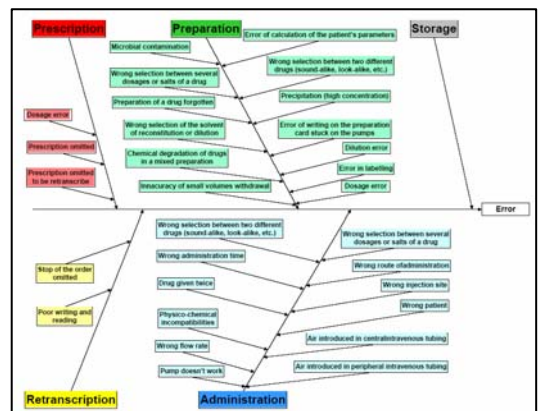 Prescription
Preparation
Storage
Microbial contamination
Error of calculation of the patient's parameters
Wrong selection between several
dosages or salts of a drug
Wrong selection between two different
drugs (sound-alike, look-alike, etc.)
Preparation of a drug forgotten
Precipitation (high concentration)
Dosage error
Wrong selection of the solvent
of reconstitution or dilution
Error of writing on the preparation
card stuck on the pumps
Prescription omitted
Chemical degradation of drugs
in a mixed preparation
Dilution error
Prescription omitted
to be retranscribe
Error in labelling
Innacuracy of small volumes withdrawal
Dosage error
Error
Wrong selection between two different
drugs (sound-alike, look-alike, etc.)
Wrong selection between several
dosages or salts of a drug
Stop of the order
omitted
Wrong administration time
Wrong route ofadministration
Drug given twice
Wrong injection site
Poor writing and
reading
Physico-chemical
incompatibilities
Wrong patient
Wrong flow rate
Air introduced in centralintravenous tubing
Pump doesn't work
Air introduced in peripheral intravenous tubing
Retranscription
Administration